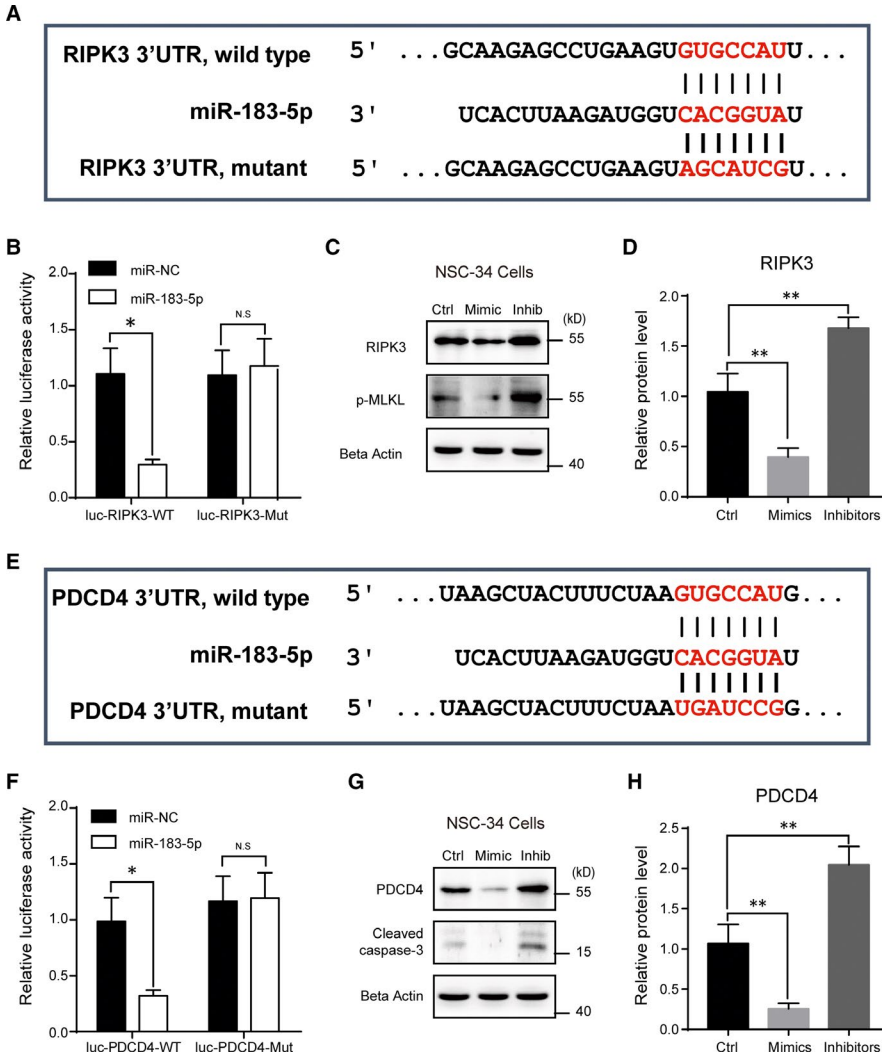 A
RIPK3 3'UTR, wild type 5' ...GCAAGAGCCUGAAGUGUGCCAUU...
miR-183-5p 3' UCACUUAAGAUGGUCACGGUAU
RIPK3 3'UTR, mutant 5' ...GCAAGAGCCUGAAGUAGCAUCGU...
B
miR-NC
miR-183-5p
Relative luciferase activity
2.0
1.5
1.0
0.5
0.0
*
N.S
luc-RIPK3-WT luc-RIPK3-Mut
C
NSC-34 Cells
Ctrl Mimic Inhib (kD)
RIPK3 55
p-MLKL 55
Beta Actin 40
D
RIPK3
Relative protein level
2.0
1.5
1.0
0.5
0.0
**
**
Ctrl Mimics Inhibitors
E
PDCD4 3'UTR, wild type 5' ...UAAGCUACUUUCUAAGUGCCAUG...
miR-183-5p 3' UCACUUAAGAUGGUCACGGUAU
PDCD4 3'UTR, mutant 5' ...UAAGCUACUUUCUAAUGAUCCGG...
F
miR-NC
miR-183-5p
Relative luciferase activity
2.0
1.5
1.0
0.5
0.0
*
N.S
luc-PDCD4-WT luc-PDCD4-Mut
G
NSC-34 Cells
Ctrl Mimic Inhib (kD)
PDCD4 55
Cleaved
caspase-3 15
Beta Actin 40
H
PDCD4
Relative protein level
2.5
2.0
1.5
1.0
0.5
0.0
**
**
Ctrl Mimics Inhibitors